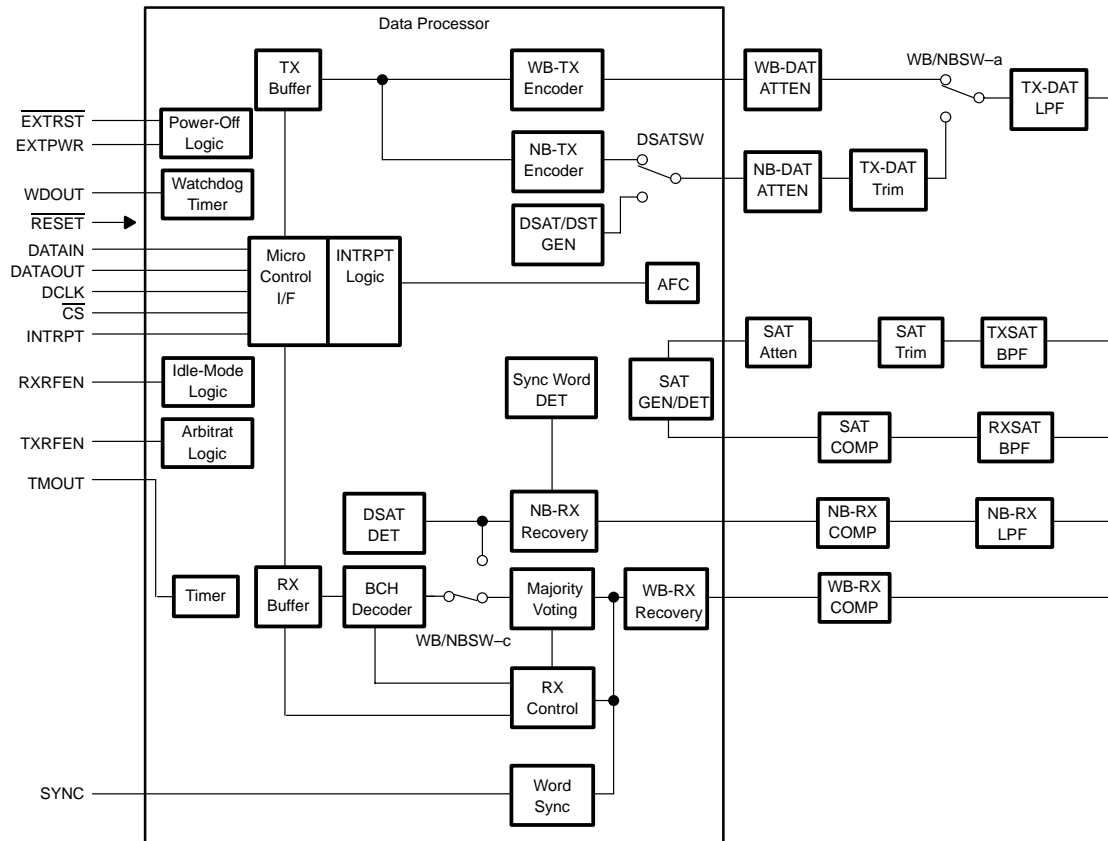 Data Processor
TX
Buffer
WB-TX
Encoder
WB-DAT
ATTEN
WB/NBSW–a
TX-DAT
LPF
EXTRST
EXTPWR
Power-Off
Logic
NB-TX
Encoder
DSATSW
NB-DAT
ATTEN
TX-DAT
Trim
WDOUT
Watchdog
Timer
RESET
DSAT/DST
GEN
DATAIN
DATAOUT
DCLK
CS
INTRPT
Micro
Control
I/F
INTRPT
Logic
AFC
SAT
Atten
SAT
Trim
TXSAT
BPF
RXRFEN
Idle-Mode
Logic
Sync Word
DET
SAT
GEN/DET
TXRFEN
Arbitrat
Logic
SAT
COMP
RXSAT
BPF
TMOUT
DSAT
DET
NB-RX
Recovery
NB-RX
COMP
NB-RX
LPF
Timer
RX
Buffer
BCH
Decoder
WB/NBSW–c
Majority
Voting
WB-RX
Recovery
WB-RX
COMP
RX
Control
SYNC
Word
Sync